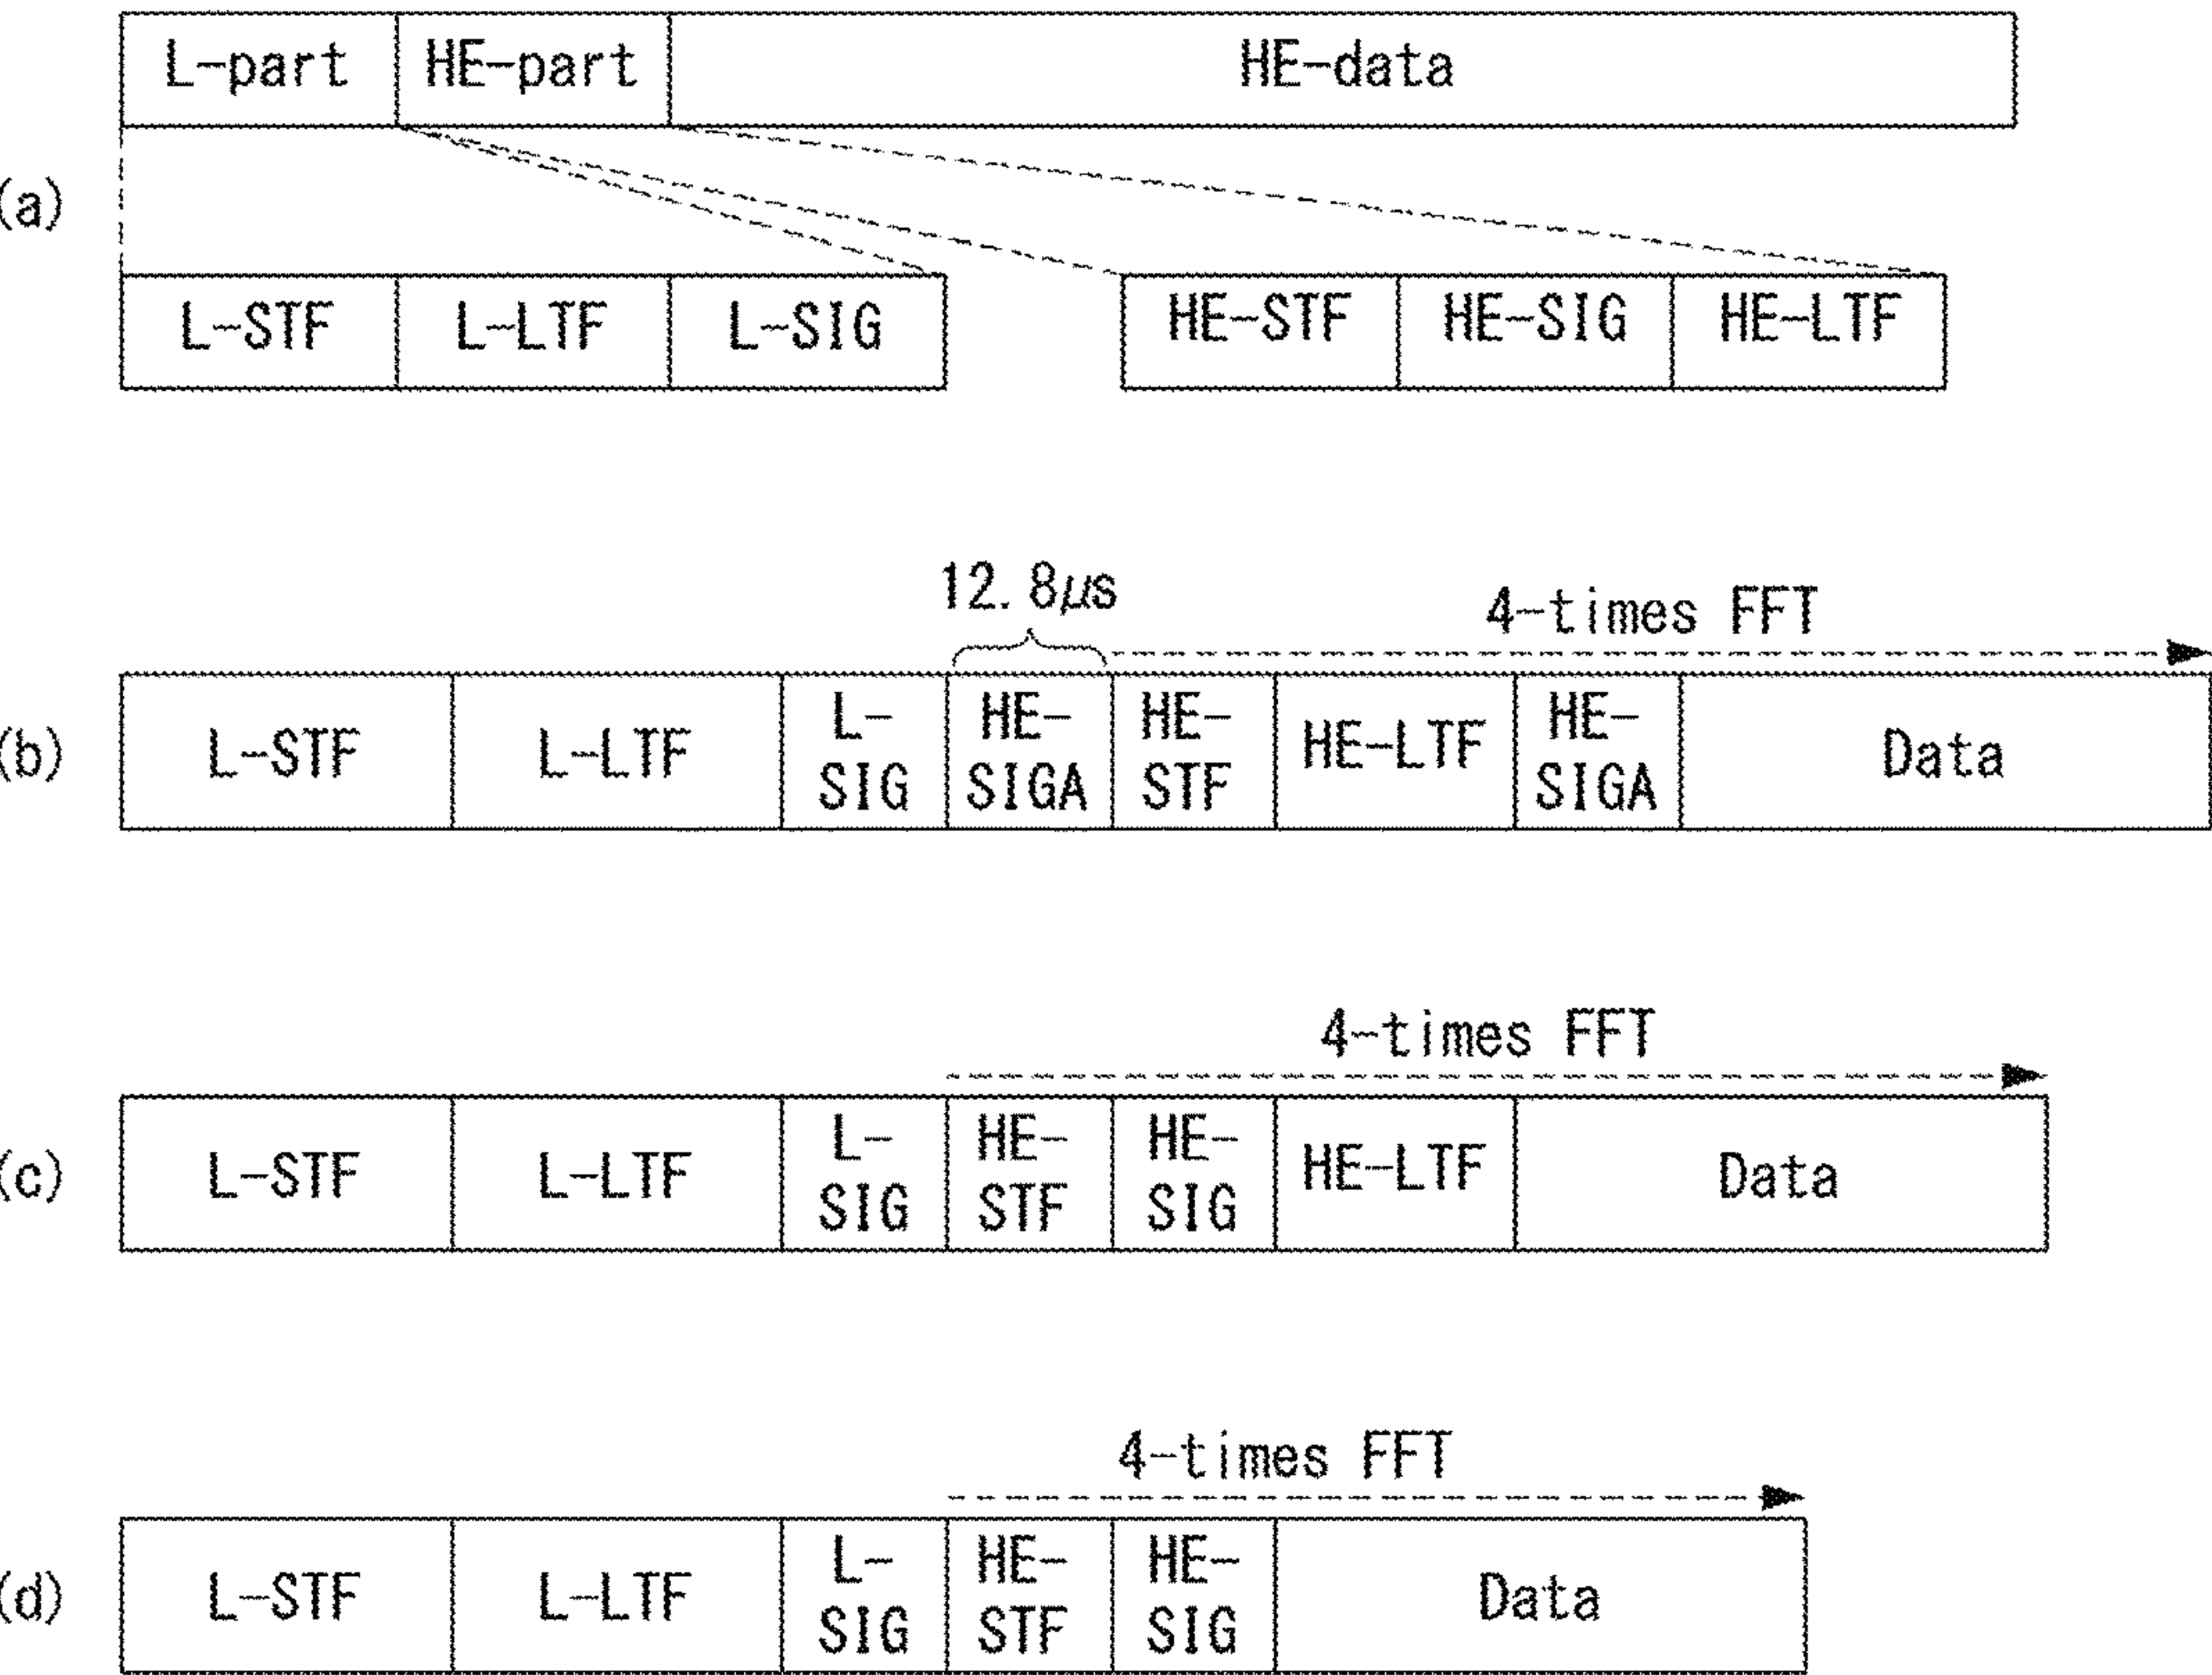 L-part HE-part HE-data
(a)
L-STF L-LTF L-SIG HE-STF HE-SIG HE-LTF
12.8μs
4-times FFT
(b) L-STF L-LTF L-SIG HE-SIGA HE-STF HE-LTF HE-SIGA Data
4-times FFT
(c) L-STF L-LTF L-SIG HE-STF HE-SIG HE-LTF Data
4-times FFT
(d) L-STF L-LTF L-SIG HE-STF HE-SIG Data